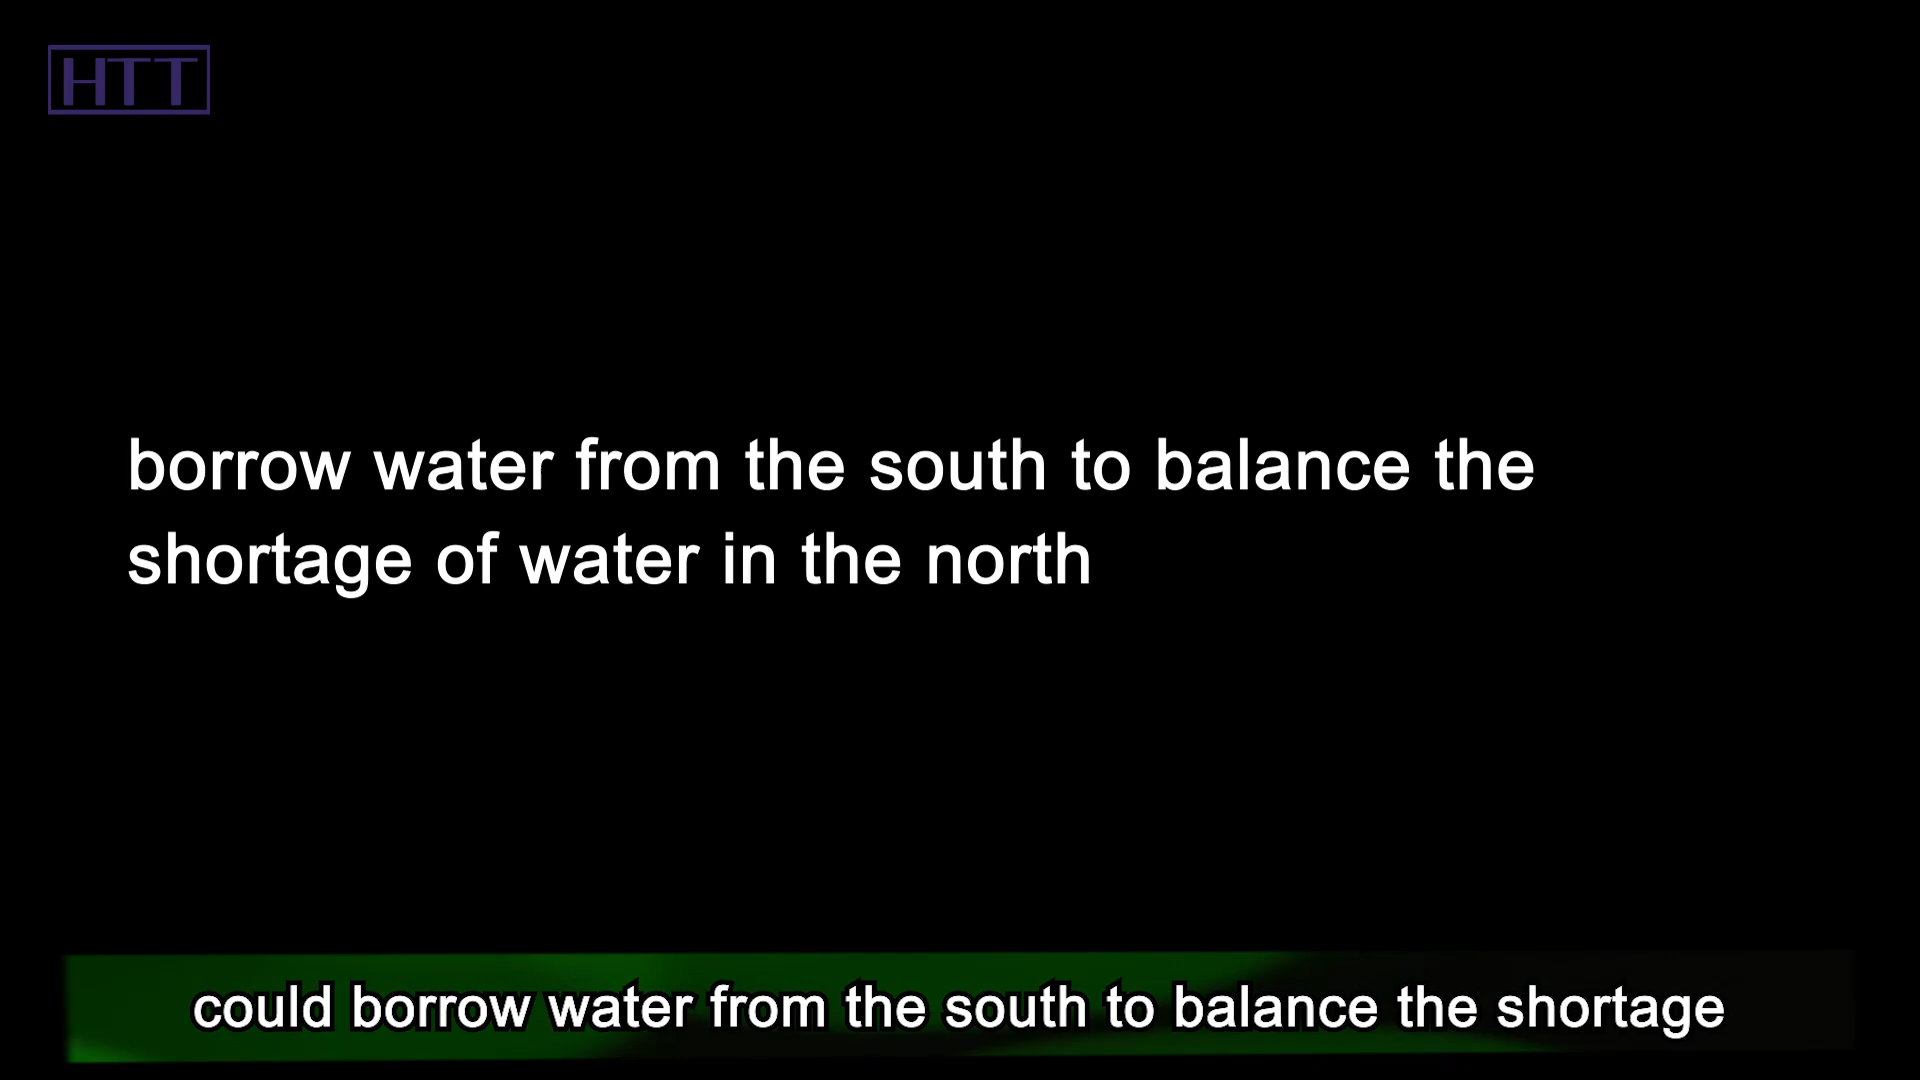 HTT
borrow water from the south to balance the
shortage of water in the north
could borrow water from the south to balance the shortage